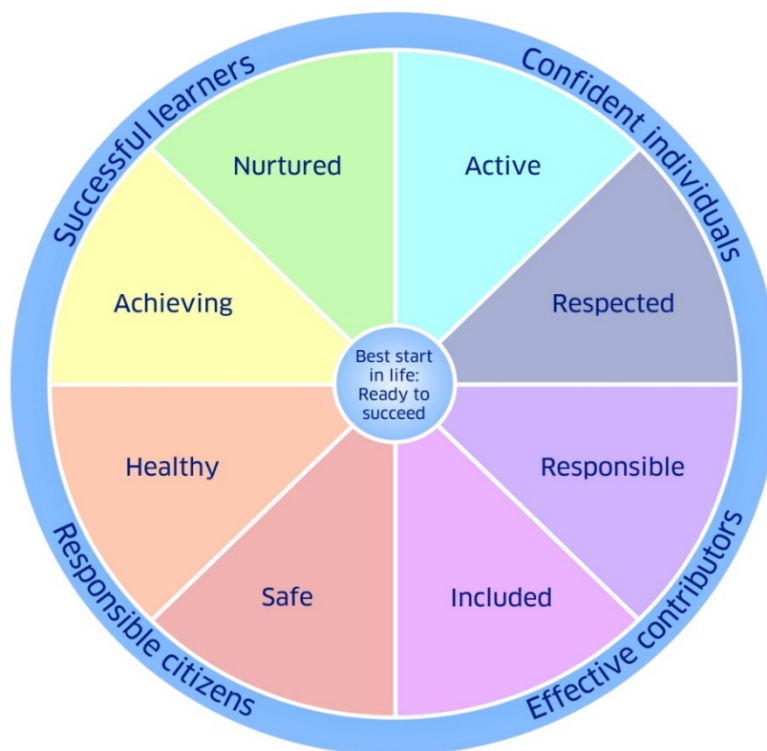 Successful learners
Confident individuals
Nurtured
Active
Achieving
Respected
Best start
in life:
Ready to
succeed
Healthy
Responsible
Safe
Included
Responsible citizens
Effective contributors